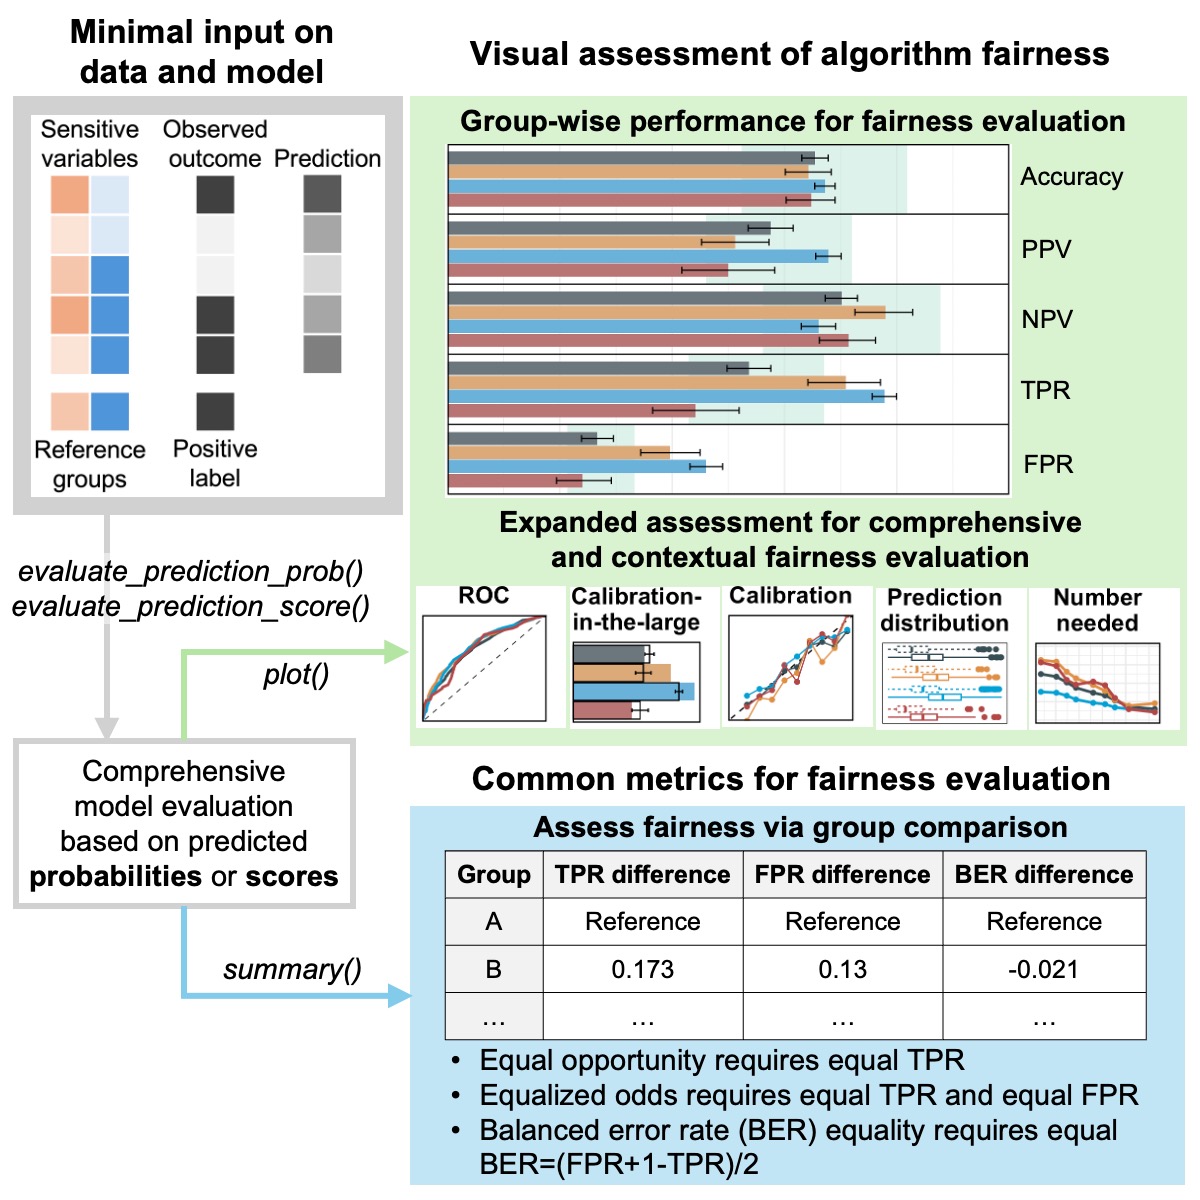 Minimal input on
data and model
Sensitive
variables
Observed
outcome
Prediction
Reference
groups
Positive
label
evaluate_prediction_prob()
evaluate_prediction_score()
plot()
Comprehensive
model evaluation
based on predicted
probabilities or scores
summary()
Visual assessment of algorithm fairness
Group-wise performance for fairness evaluation
Accuracy
PPV
NPV
TPR
FPR
Expanded assessment for comprehensive
and contextual fairness evaluation
ROC
Calibration-
in-the-large
Calibration
Prediction
distribution
Number
needed
Common metrics for fairness evaluation
Assess fairness via group comparison
Group TPR difference FPR difference BER difference
A Reference Reference Reference
B 0.173 0.13 -0.021
… … … …
• Equal opportunity requires equal TPR
• Equalized odds requires equal TPR and equal FPR
• Balanced error rate (BER) equality requires equal
BER=(FPR+1-TPR)/2